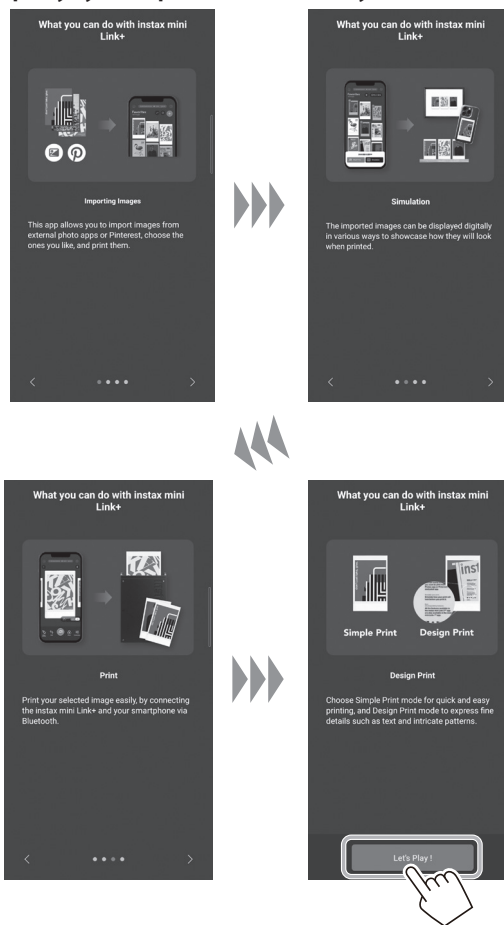 What you can do with instax mini
Link+
Importing Images
This app allows you to import images from
external photo apps or Pinterest, choose the
ones you like, and print them.
What you can do with instax mini
Link+
Simulation
The imported images can be displayed digitally
in various ways to showcase how they will look
when printed.
What you can do with instax mini
Link+
Print
Print your selected image easily, by connecting
the instax mini Link+ and your smartphone via
Bluetooth.
What you can do with instax mini
Link+
inst
Simple Print
Design Print
Design Print
Choose Simple Print mode for quick and easy
printing, and Design Print mode to express fine
details such as text and intricate patterns.
Let's Play !